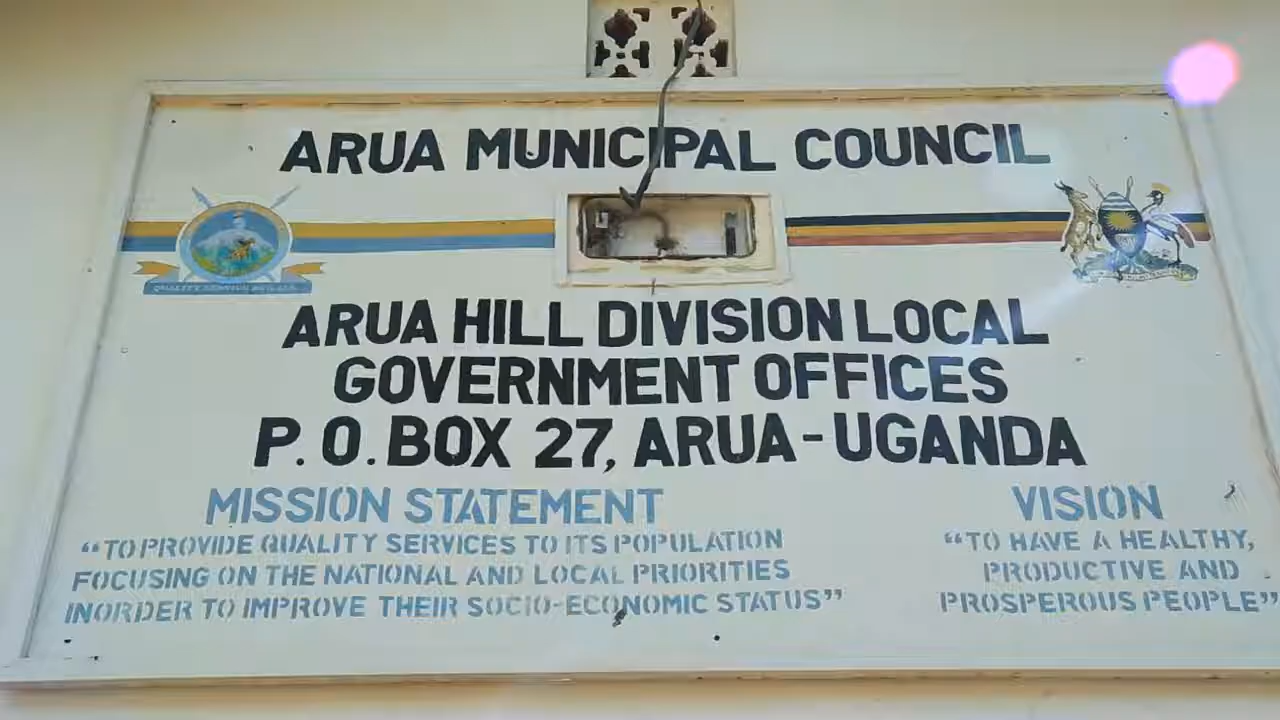 ARUA MUNICIPAL COUNCIL
ARUA HILL DIVISION LOCAL
GOVERNMENT OFFICES
P. O. BOX 27, ARUA - UGANDA
MISSION STATEMENT
“TO PROVIDE QUALITY SERVICES TO ITS POPULATION
FOCUSING ON THE NATIONAL AND LOCAL PRIORITIES
INORDER TO IMPROVE THEIR SOCIO-ECONOMIC STATUS”
VISION
“TO HAVE A HEALTHY,
PRODUCTIVE AND
PROSPEROUS PEOPLE”